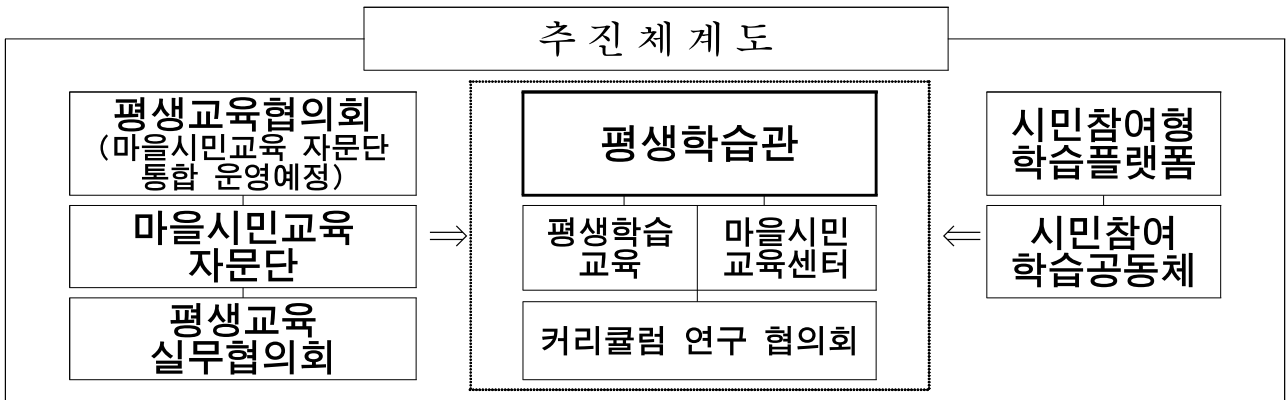 추진체계도
평생교육협의회
(마을시민교육 자문단
통합 운영예정)
마을시민교육
자문단
평생교육
실무협의회
⇒
평생학습관
평생학습
교육
마을시민
교육센터
커리큘럼 연구 협의회
⇐
시민참여형
학습플랫폼
시민참여
학습공동체